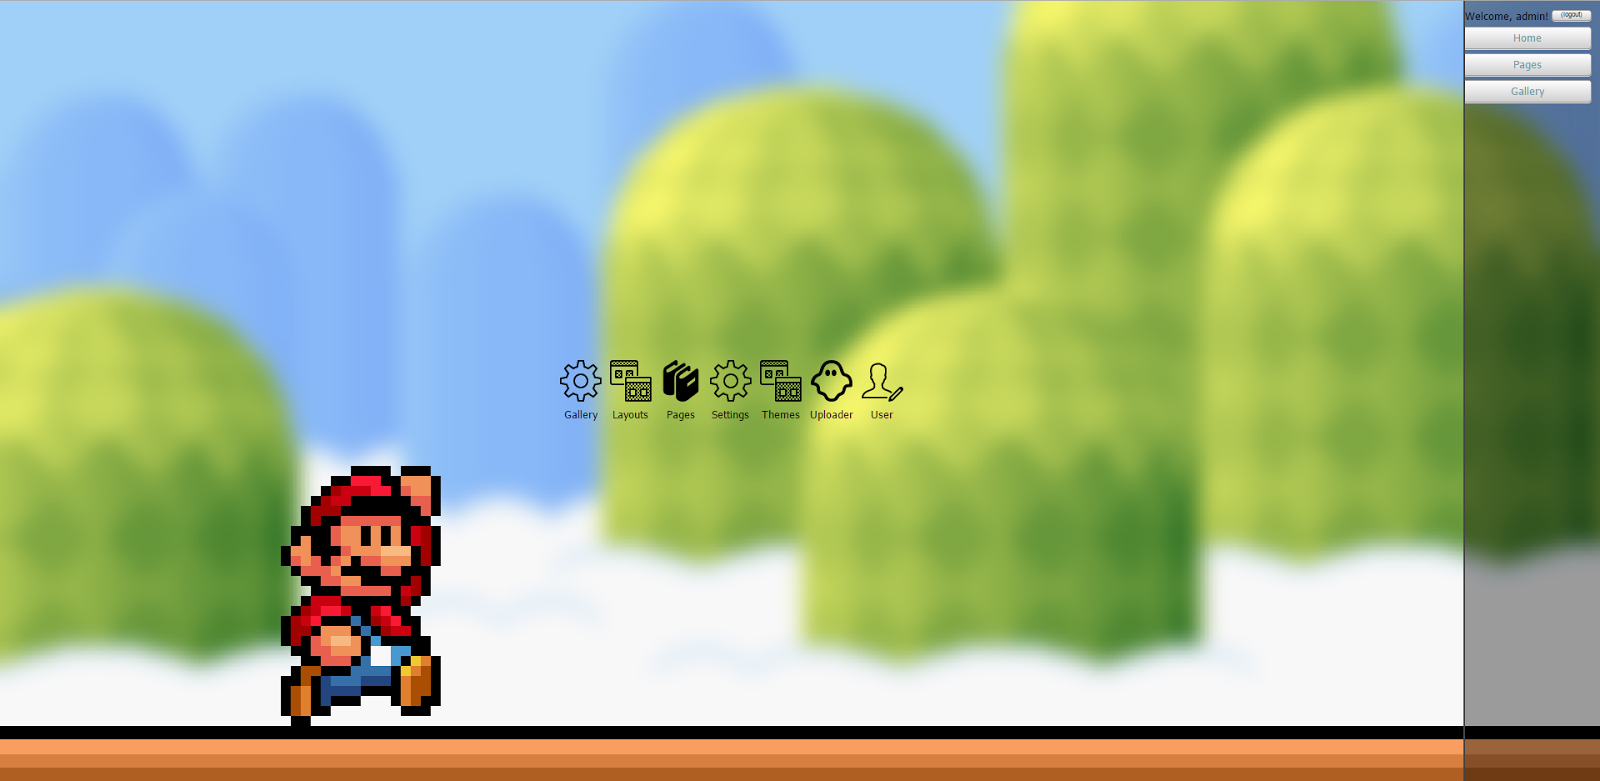 Welcome, admin! (logout)
Home
Pages
Gallery
Gallery Layouts Pages Settings Themes Uploader User